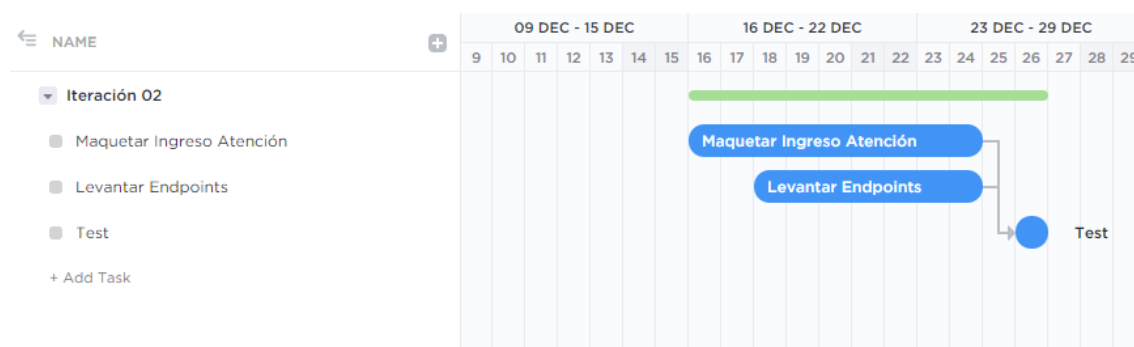 NAME
09 DEC - 15 DEC 16 DEC - 22 DEC 23 DEC - 29 DEC
9 10 11 12 13 14 15 16 17 18 19 20 21 22 23 24 25 26 27 28 29
Iteración 02
Maquetar Ingreso Atención Maquetar Ingreso Atención
Levantar Endpoints Levantar Endpoints
Test Test
+ Add Task